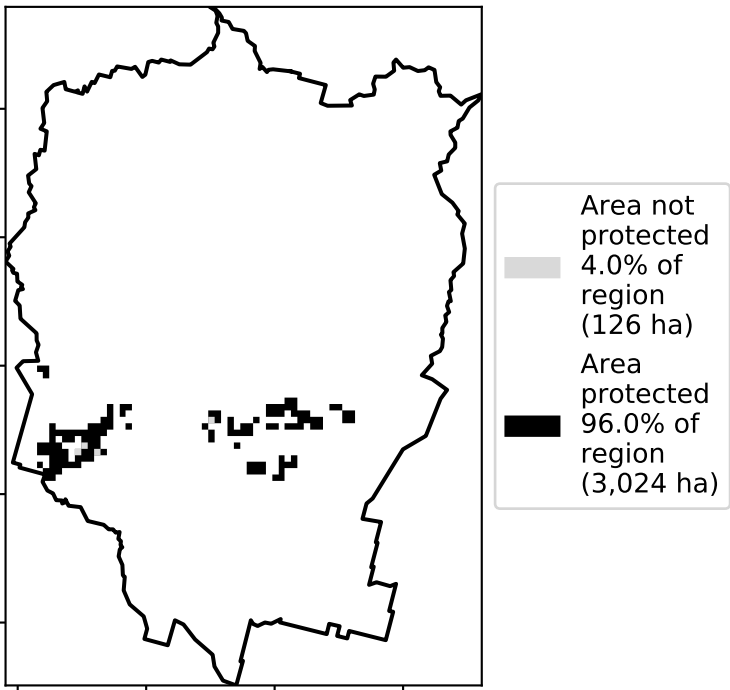 Area not
protected
4.0% of
region
(126 ha)
Area
protected
96.0% of
region
(3,024 ha)